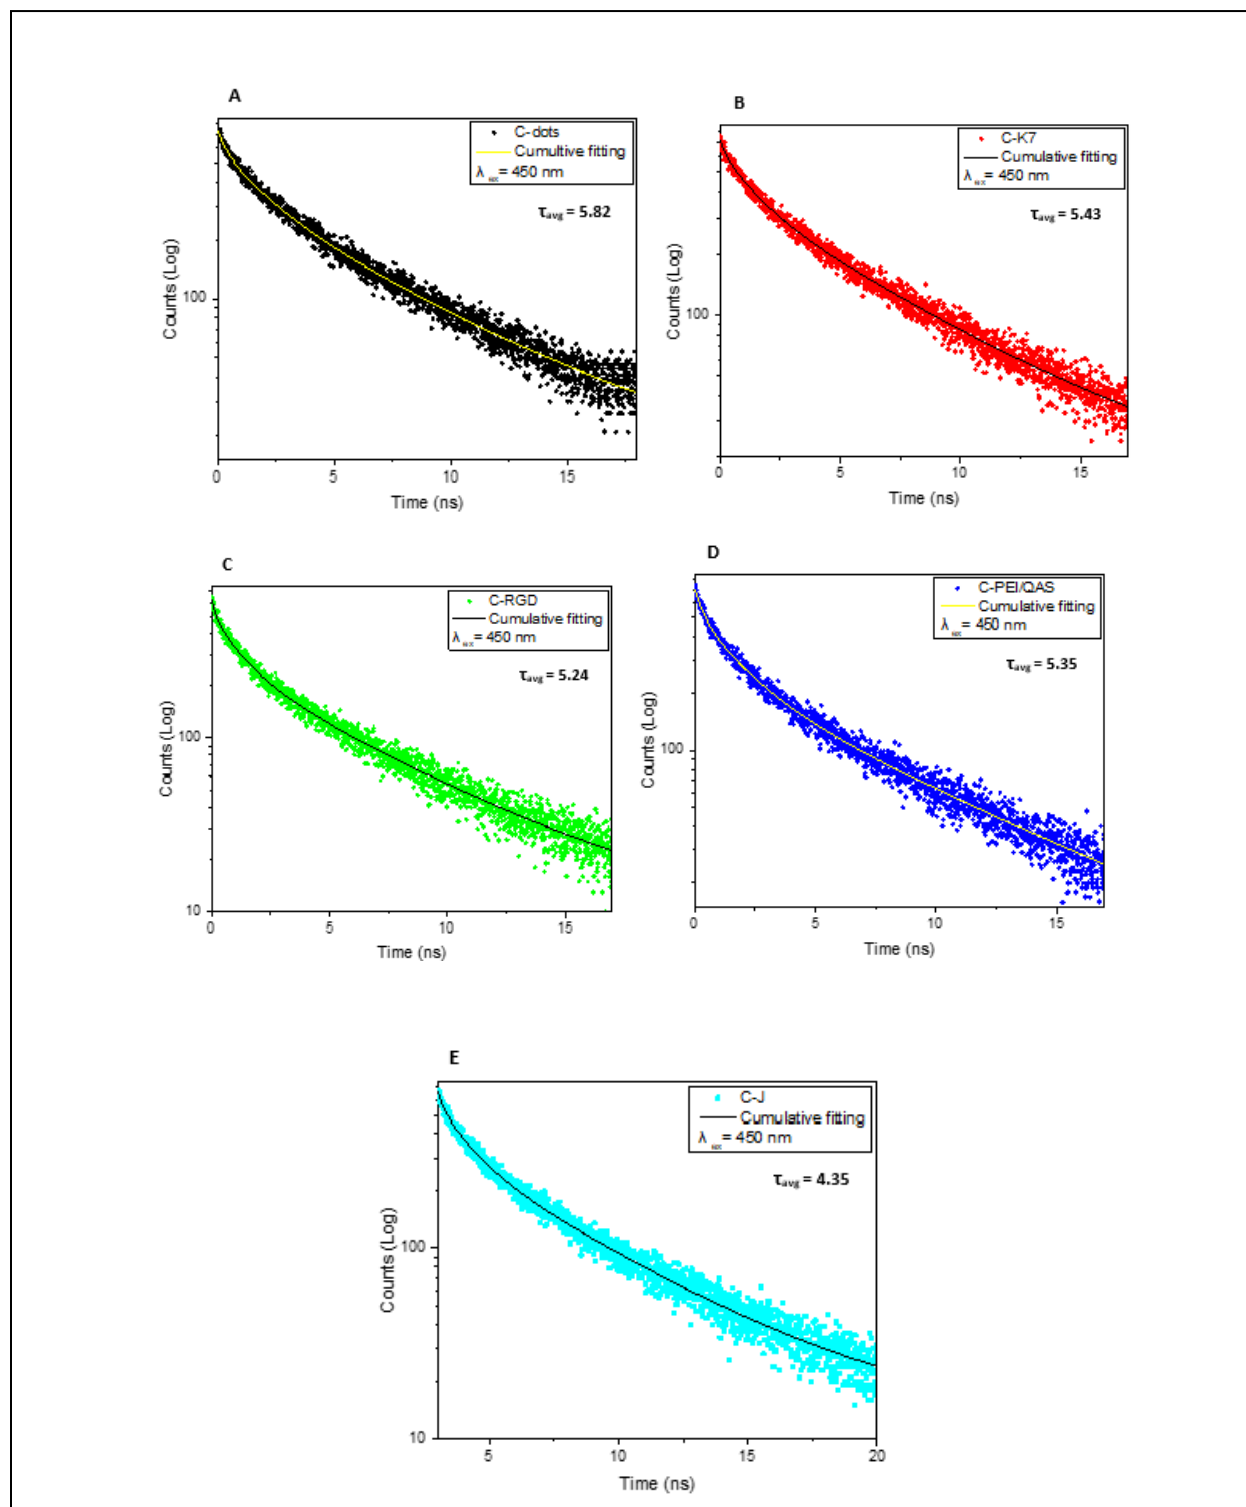 A
C-dots
Cumultive fitting
λ ex = 450 nm
τavg = 5.82
Counts (Log)
100
0 5 10 15
Time (ns)
B
C-K7
Cumulative fitting
λ ex = 450 nm
τavg = 5.43
Counts (Log)
100
0 5 10 15
Time (ns)
C
C-RGD
Cumulative fitting
λ ex = 450 nm
τavg = 5.24
Counts (Log)
100
10
0 5 10 15
Time (ns)
D
C-PEI/QAS
Cumulative fitting
λ ex = 450 nm
τavg = 5.35
Counts (Log)
100
0 5 10 15
Time (ns)
E
C-J
Cumulative fitting
λ ex = 450 nm
τavg = 4.35
Counts (Log)
100
10
5 10 15 20
Time (ns)